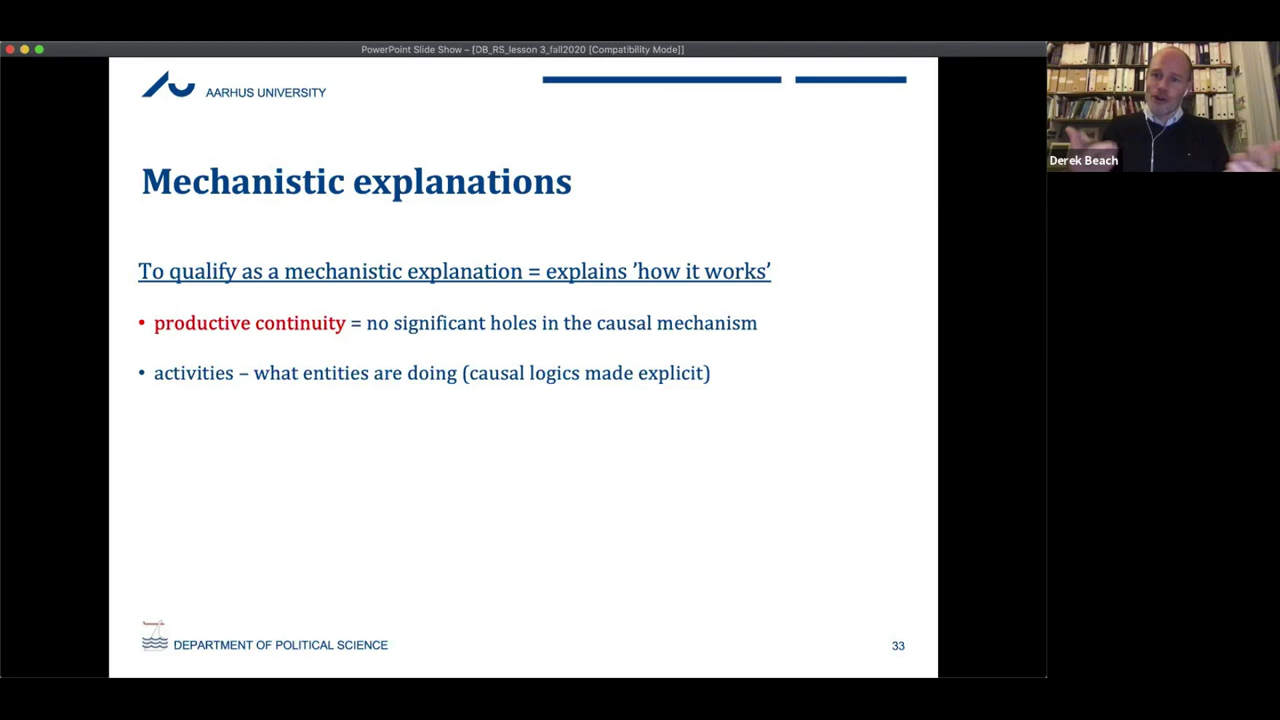 PowerPoint Slide Show – [DB_RS_lesson 3_fall2020 [Compatibility Mode]]
AARHUS UNIVERSITY
Derek Beach
Mechanistic explanations
To qualify as a mechanistic explanation = explains ’how it works’
• productive continuity = no significant holes in the causal mechanism
• activities – what entities are doing (causal logics made explicit)
DEPARTMENT OF POLITICAL SCIENCE
33